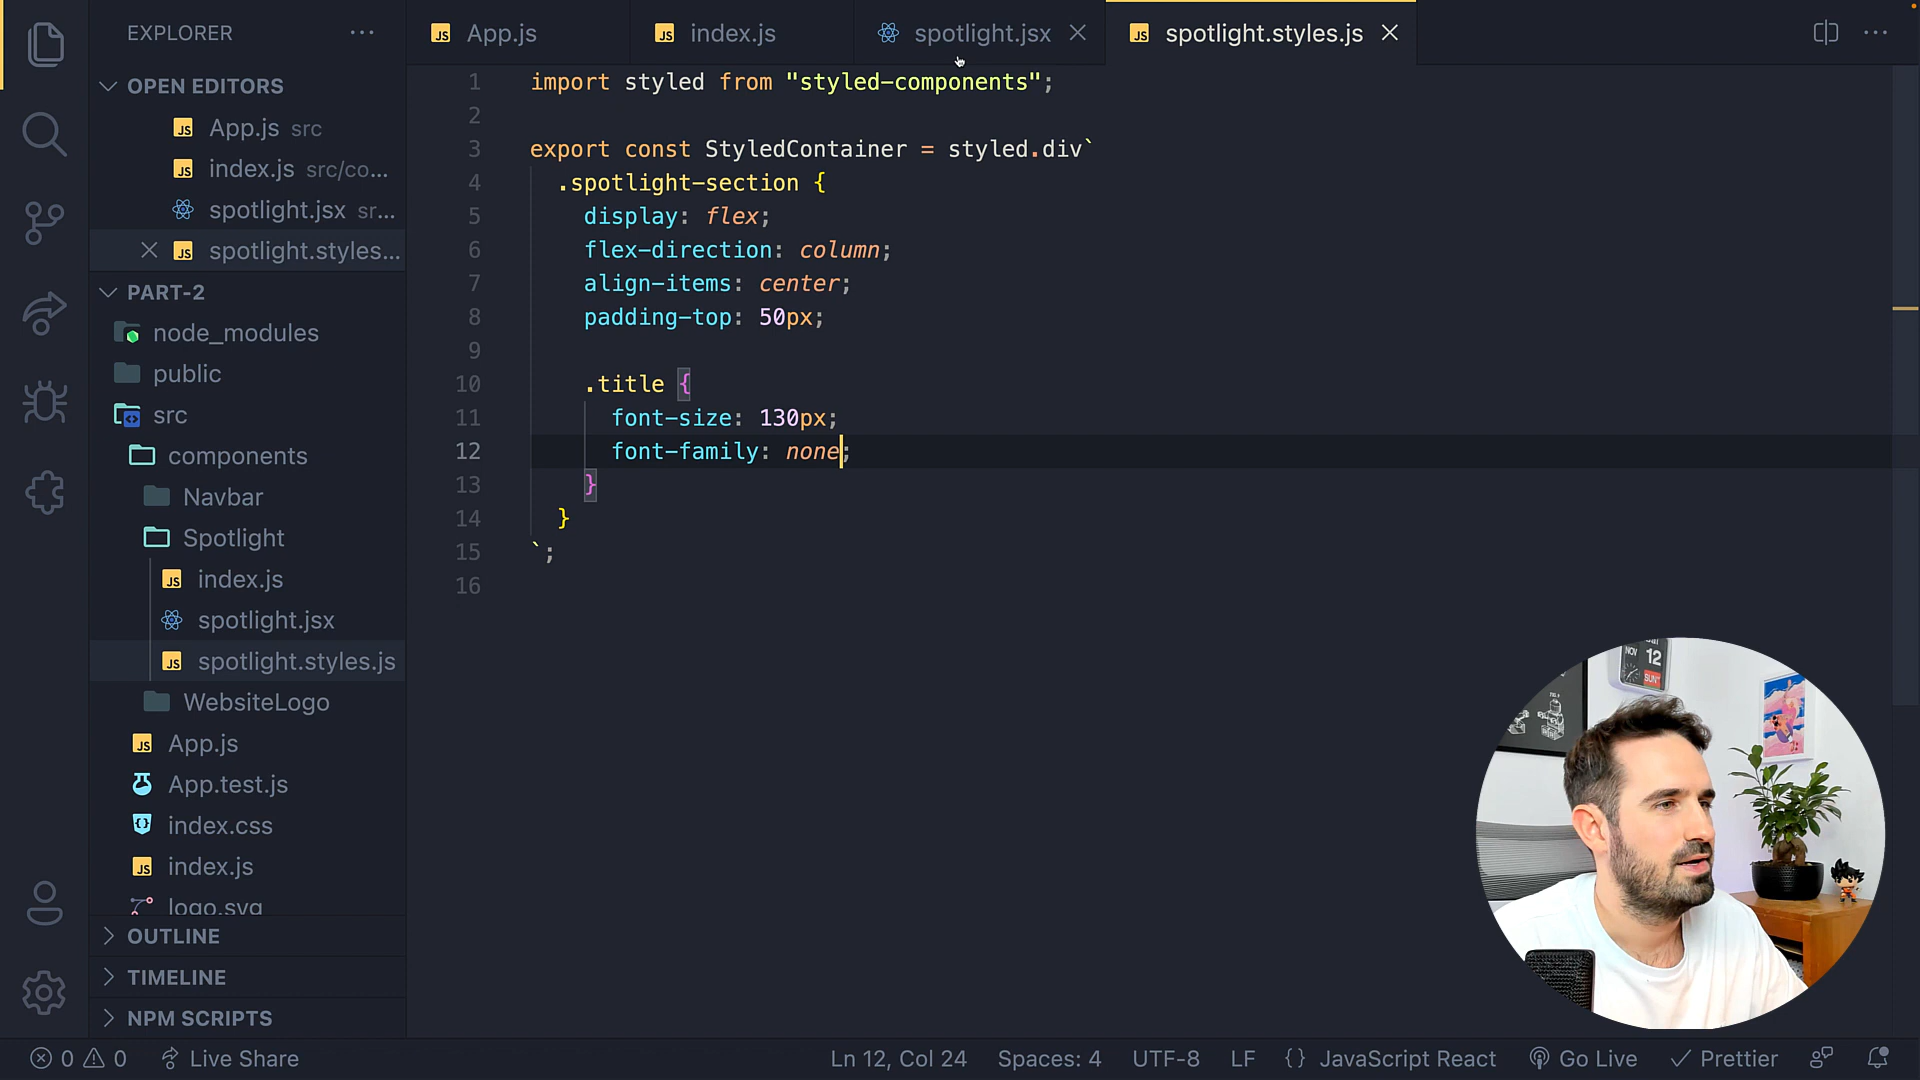 EXPLORER
OPEN EDITORS
App.js src
index.js src/co...
spotlight.jsx sr...
spotlight.styles...
PART-2
node_modules
public
src
components
Navbar
Spotlight
index.js
spotlight.jsx
spotlight.styles.js
WebsiteLogo
App.js
App.test.js
index.css
index.js
logo.svg
OUTLINE
TIMELINE
NPM SCRIPTS
App.js
index.js
spotlight.jsx
spotlight.styles.js
1 import styled from "styled-components";
2
3 export const StyledContainer = styled.div`
4 .spotlight-section {
5 display: flex;
6 flex-direction: column;
7 align-items: center;
8 padding-top: 50px;
9
10 .title {
11 font-size: 130px;
12 font-family: none;
13 }
14 }
15 `;
16
NOV 12
SUN
0 0 Live Share
Ln 12, Col 24 Spaces: 4 UTF-8 LF {} JavaScript React Go Live Prettier